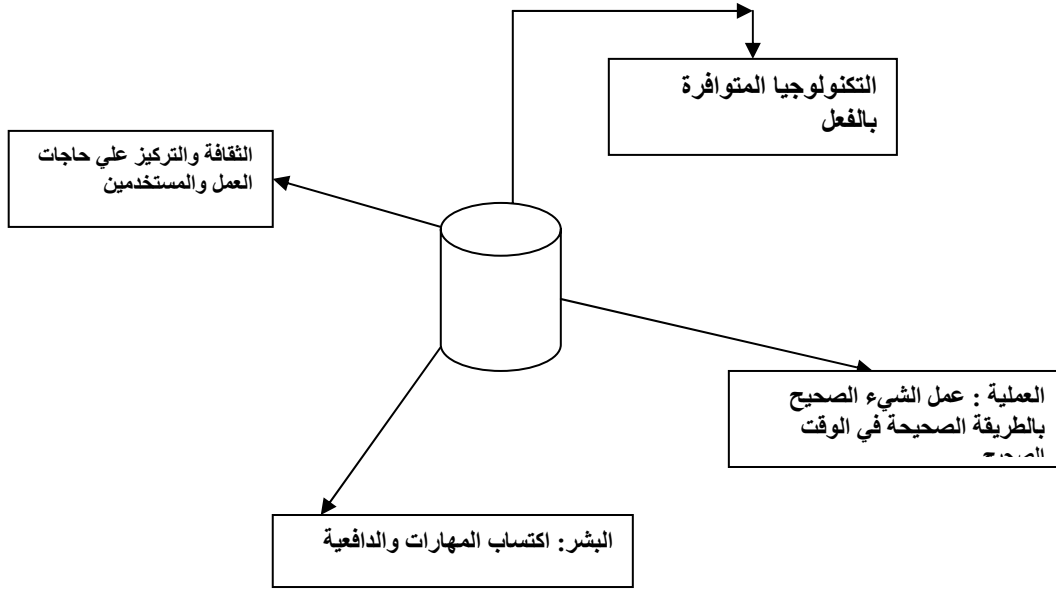 التكنولوجيا المتوافرة
بالفعل
الثقافة والتركيز علي حاجات
العمل والمستخدمين
العملية : عمل الشيء الصحيح
بالطريقة الصحيحة في الوقت
البشر: اكتساب المهارات والدافعية